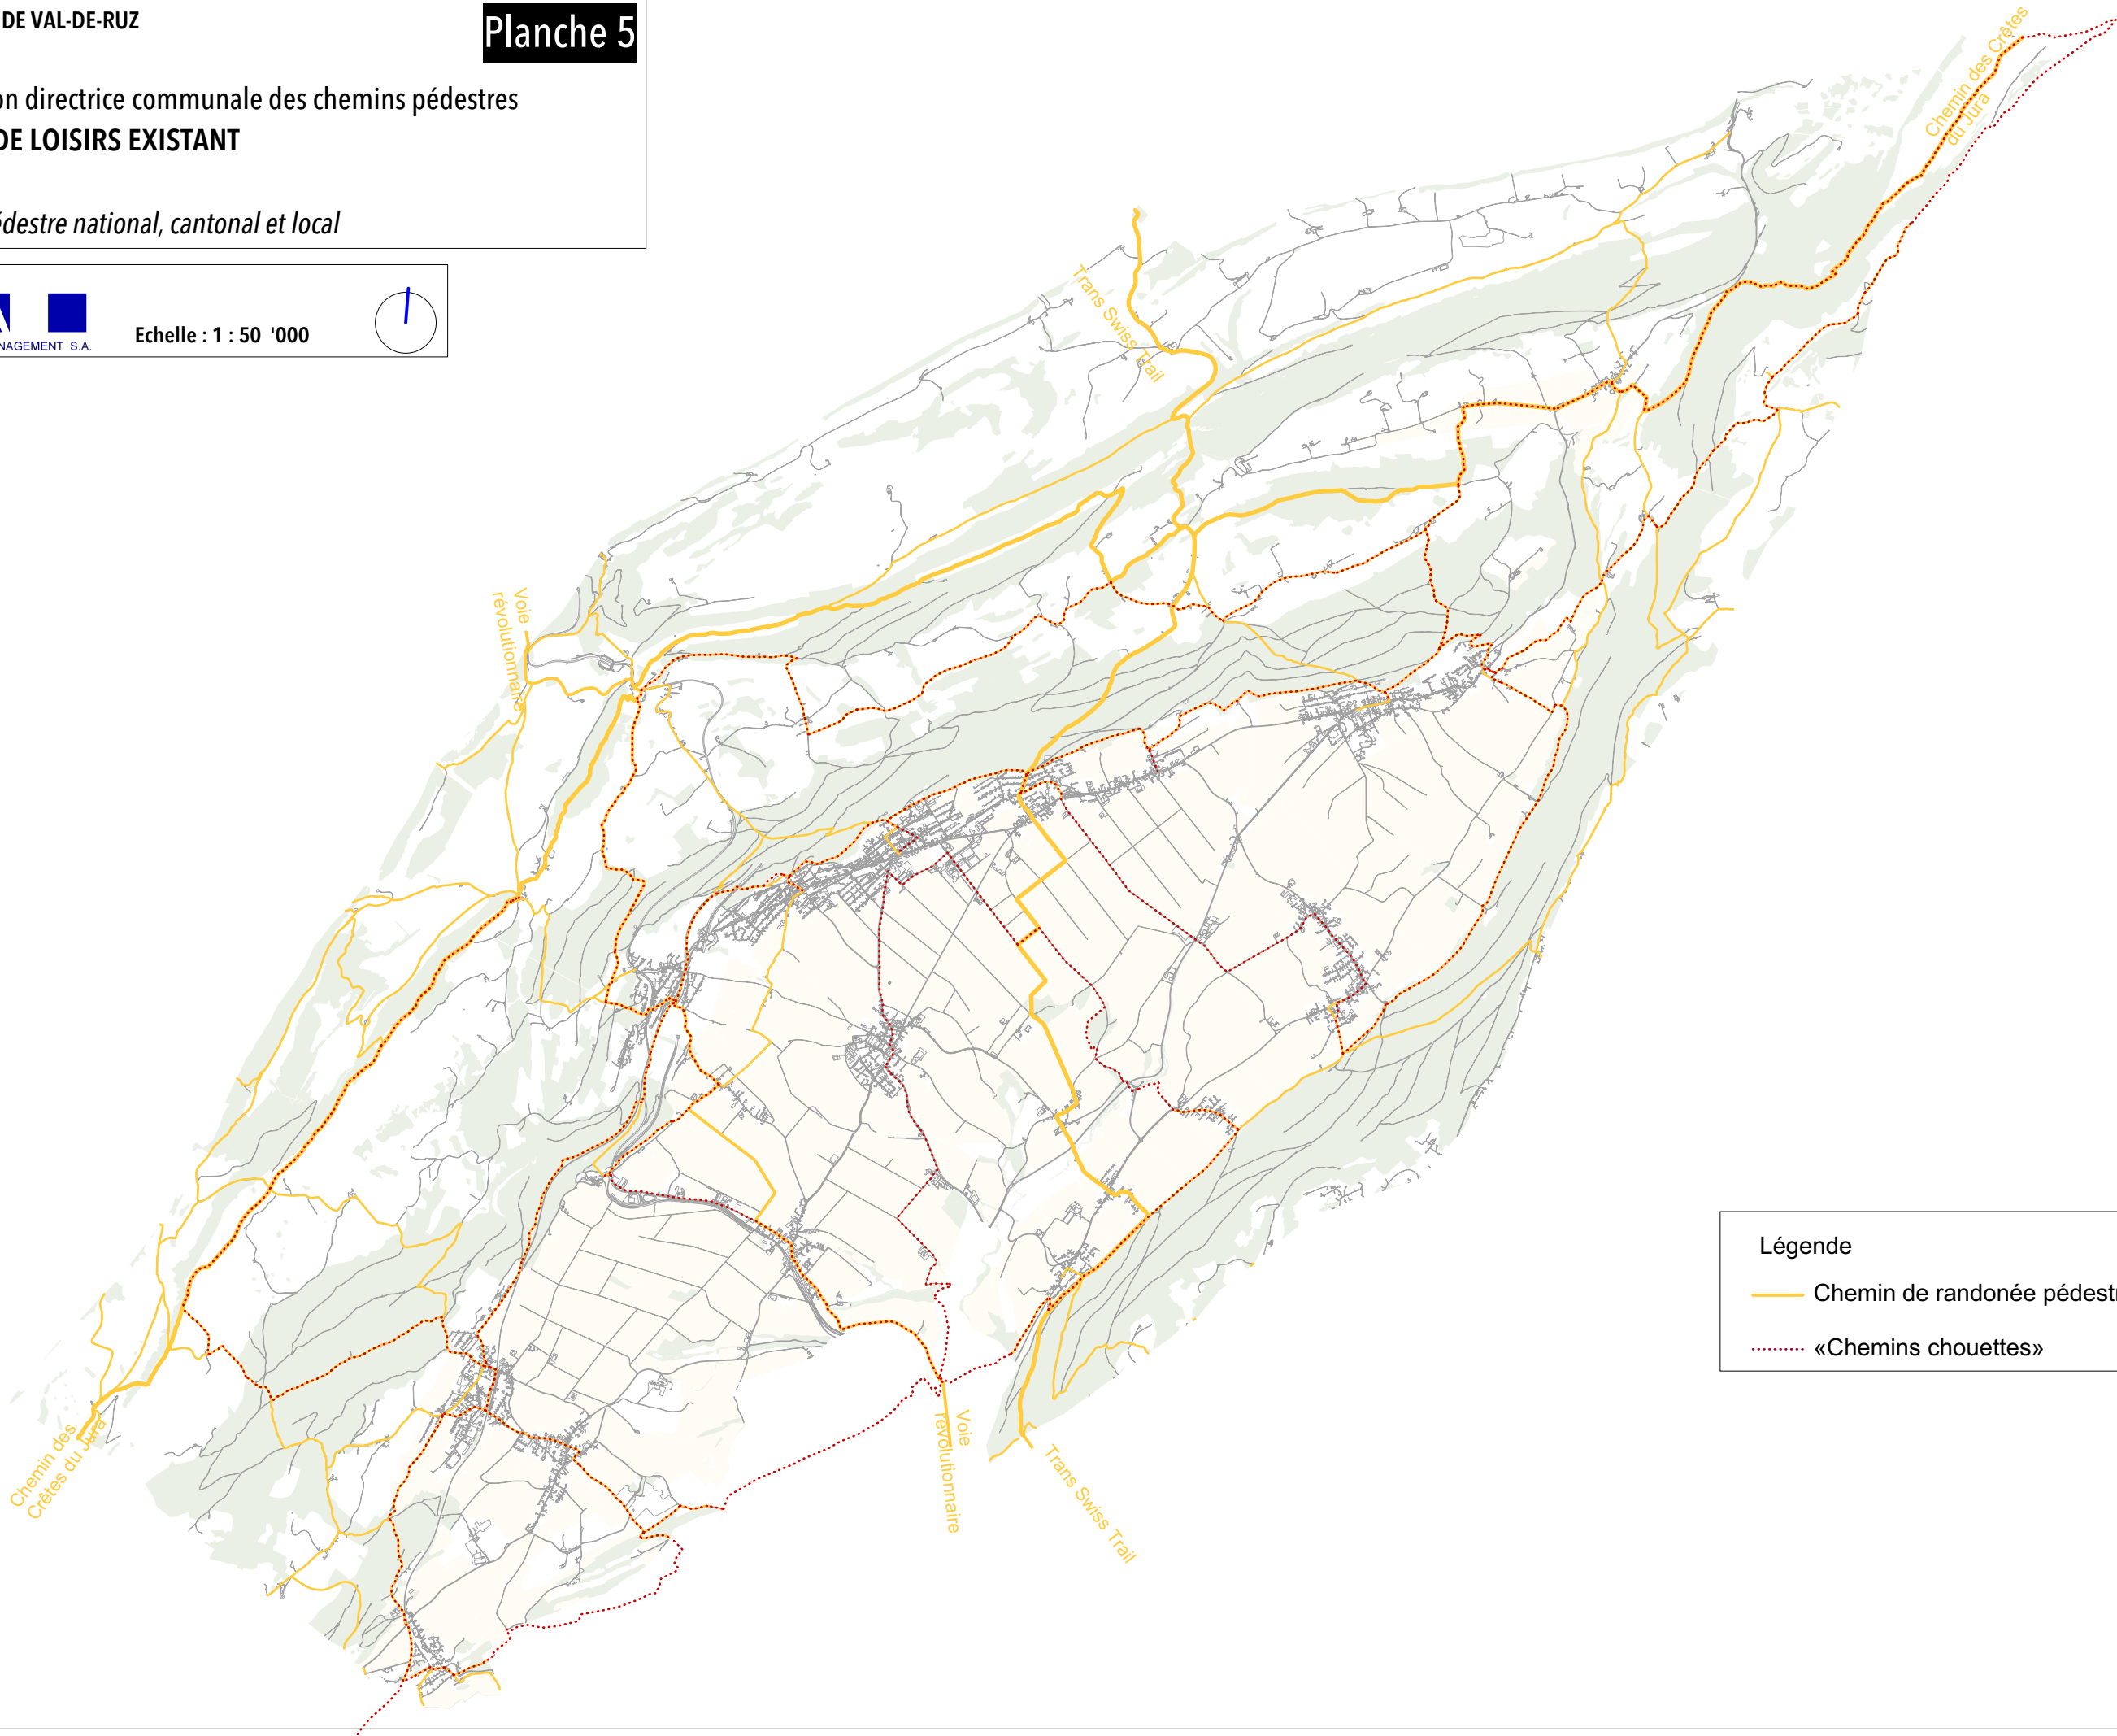 DE VAL-DE-RUZ
Planche 5
on directrice communale des chemins pédestres
DE LOISIRS EXISTANT
édestre national, cantonal et local
NAGEMENT S.A.
Echelle : 1 : 50 '000
Chemin des Crêtes
du Jura
Trans Swiss Trail
Voie
révolutionnaire
Légende
Chemin de randonée pédestr
«Chemins chouettes»
Chemin des
Crêtes du Jura
Voie
révolutionnaire
Trans Swiss Trail